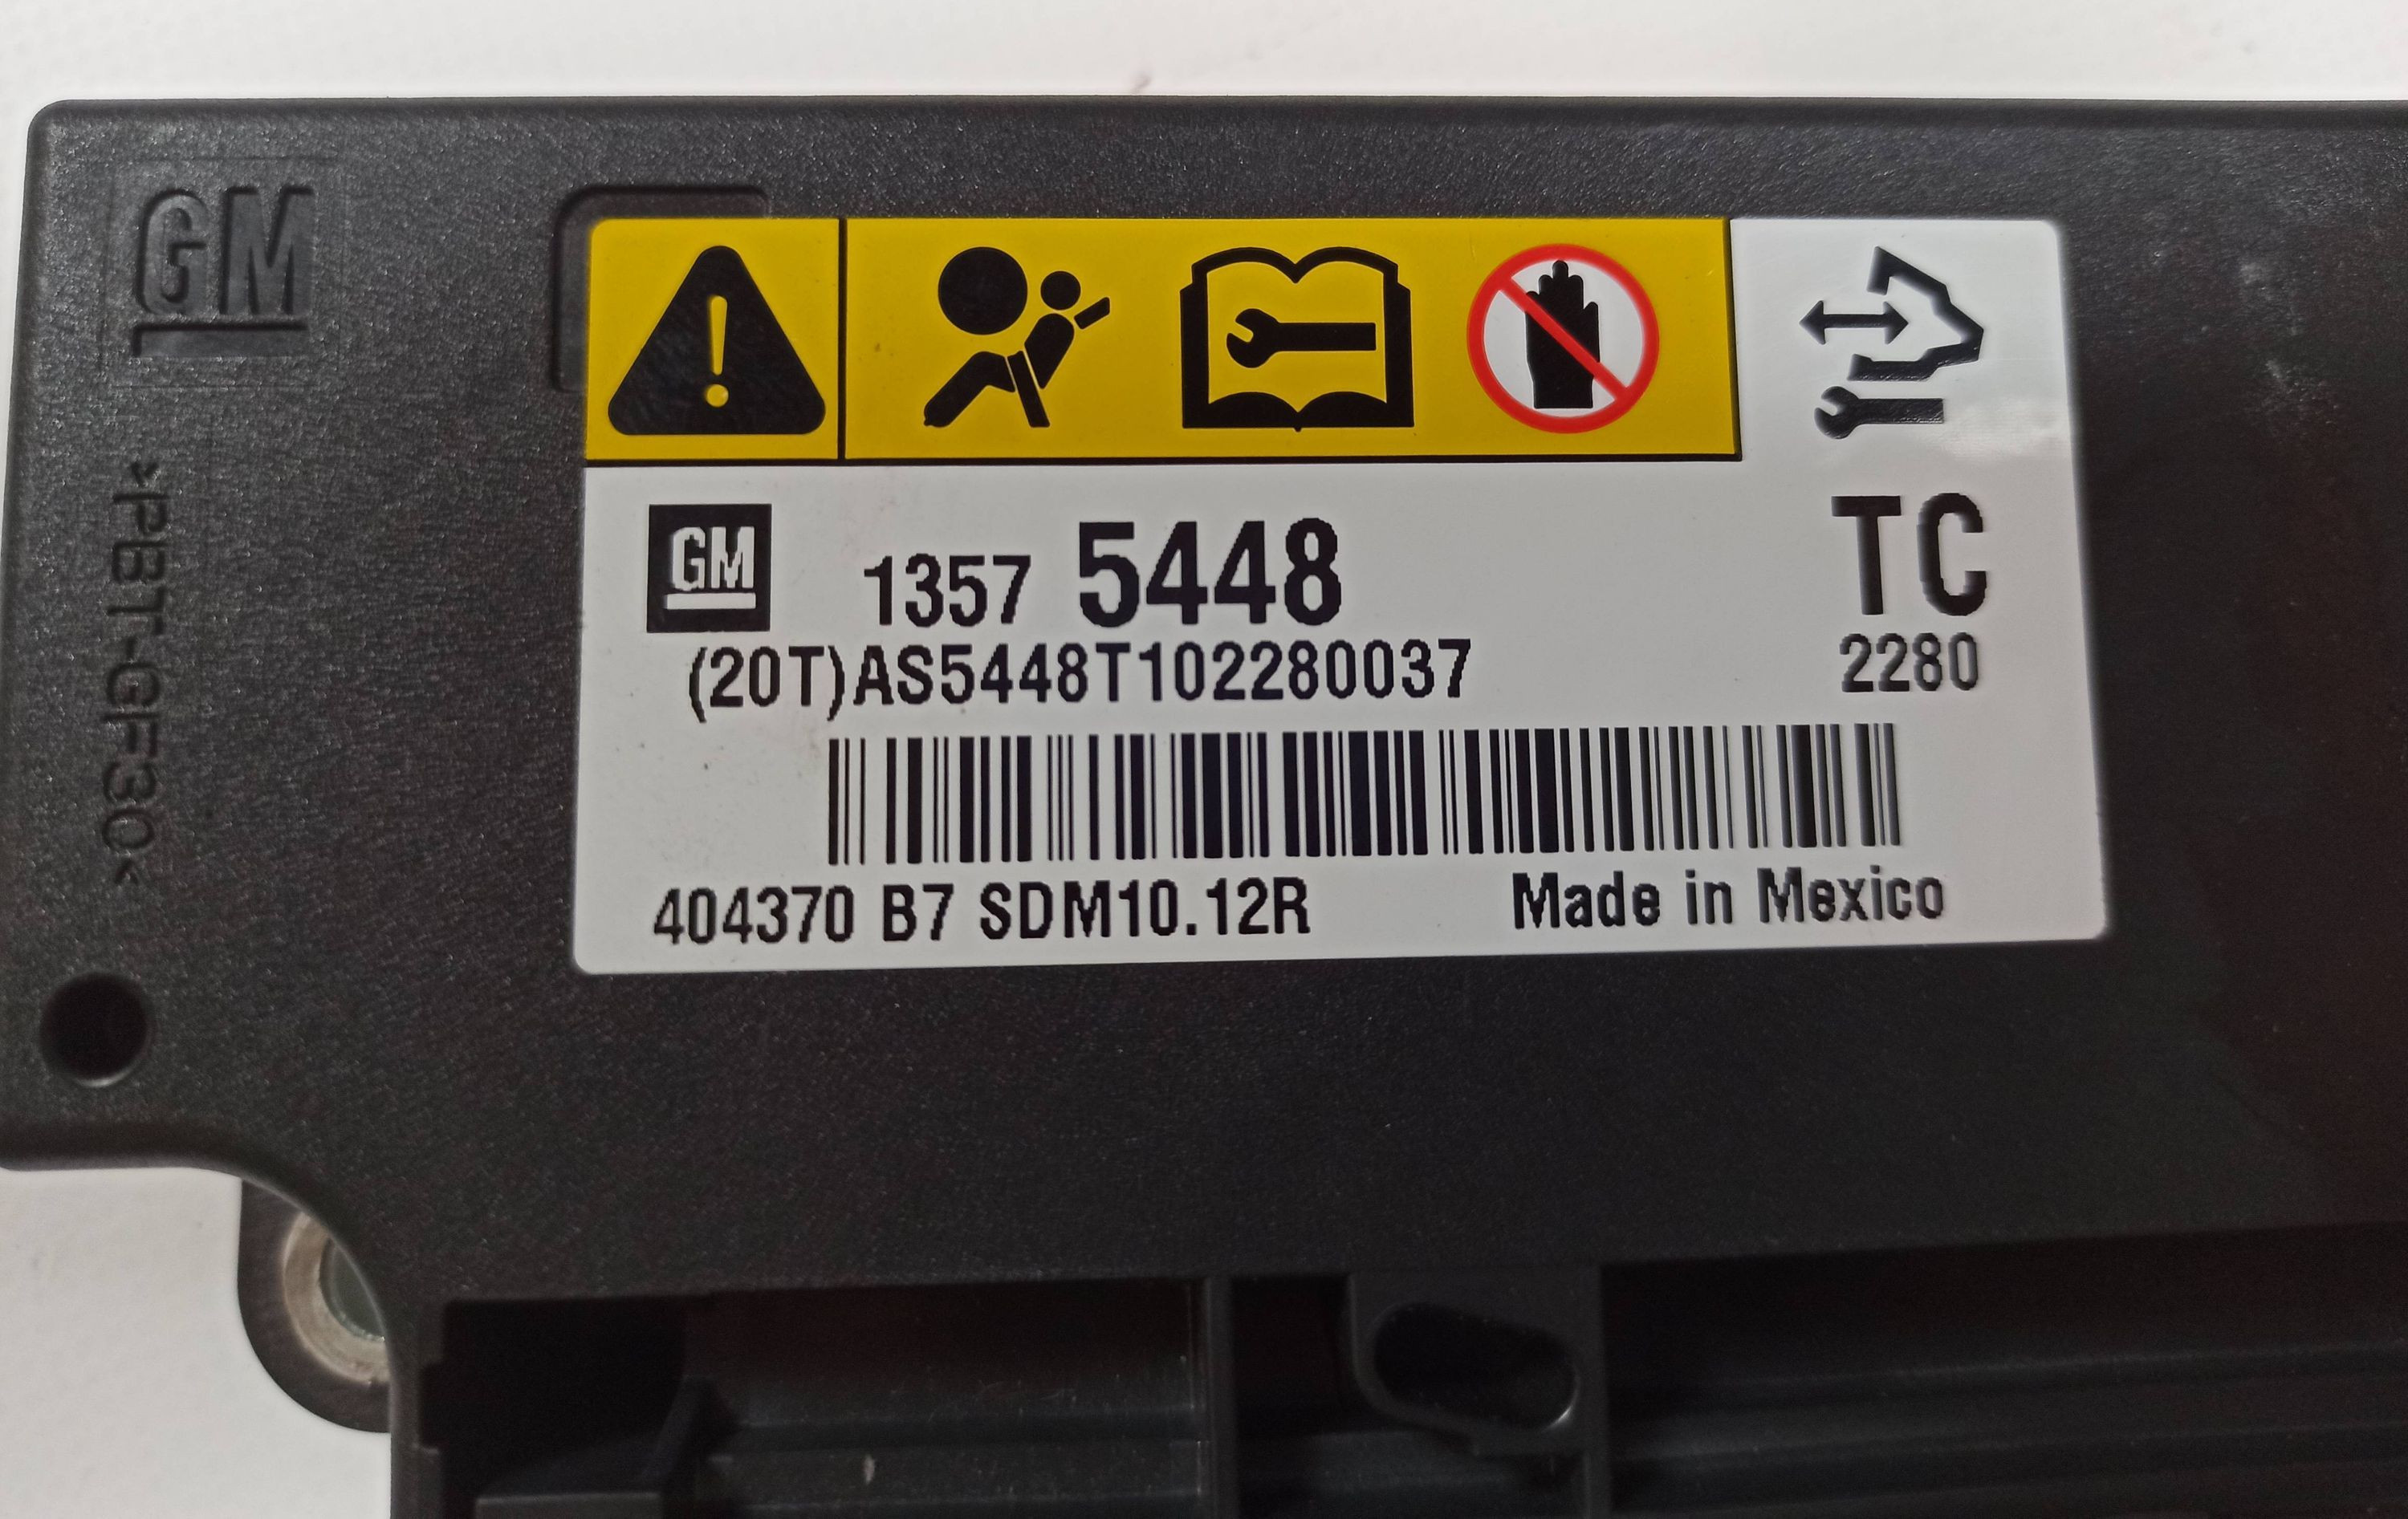 GM
>PBT-GF30<
GM 1357 5448 TC
(20T)AS5448T102280037 2280
404370 B7 SDM10.12R Made in Mexico